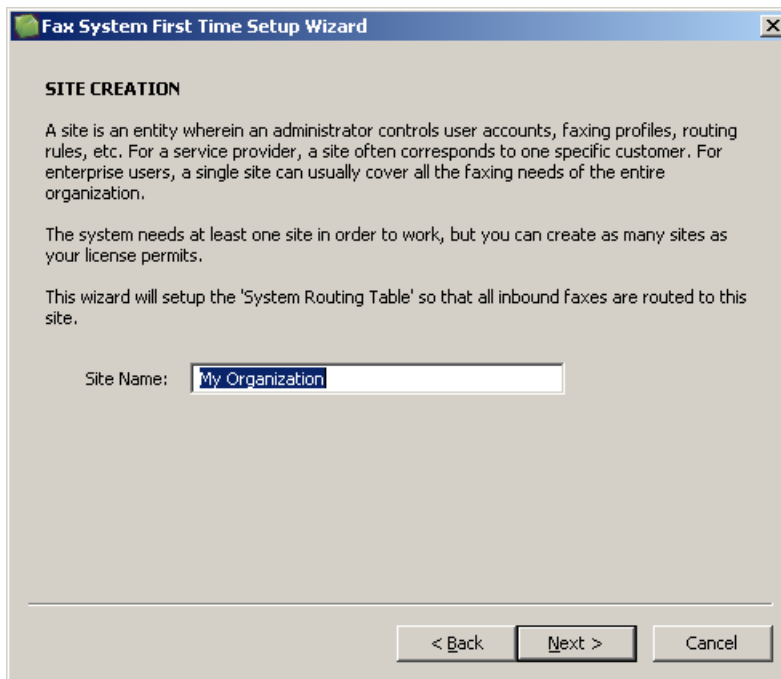 Fax System First Time Setup Wizard
SITE CREATION
A site is an entity wherein an administrator controls user accounts, faxing profiles, routing
rules, etc. For a service provider, a site often corresponds to one specific customer. For
enterprise users, a single site can usually cover all the faxing needs of the entire
organization.
The system needs at least one site in order to work, but you can create as many sites as
your license permits.
This wizard will setup the 'System Routing Table' so that all inbound faxes are routed to this
site.
Site Name: My Organization
< Back Next > Cancel